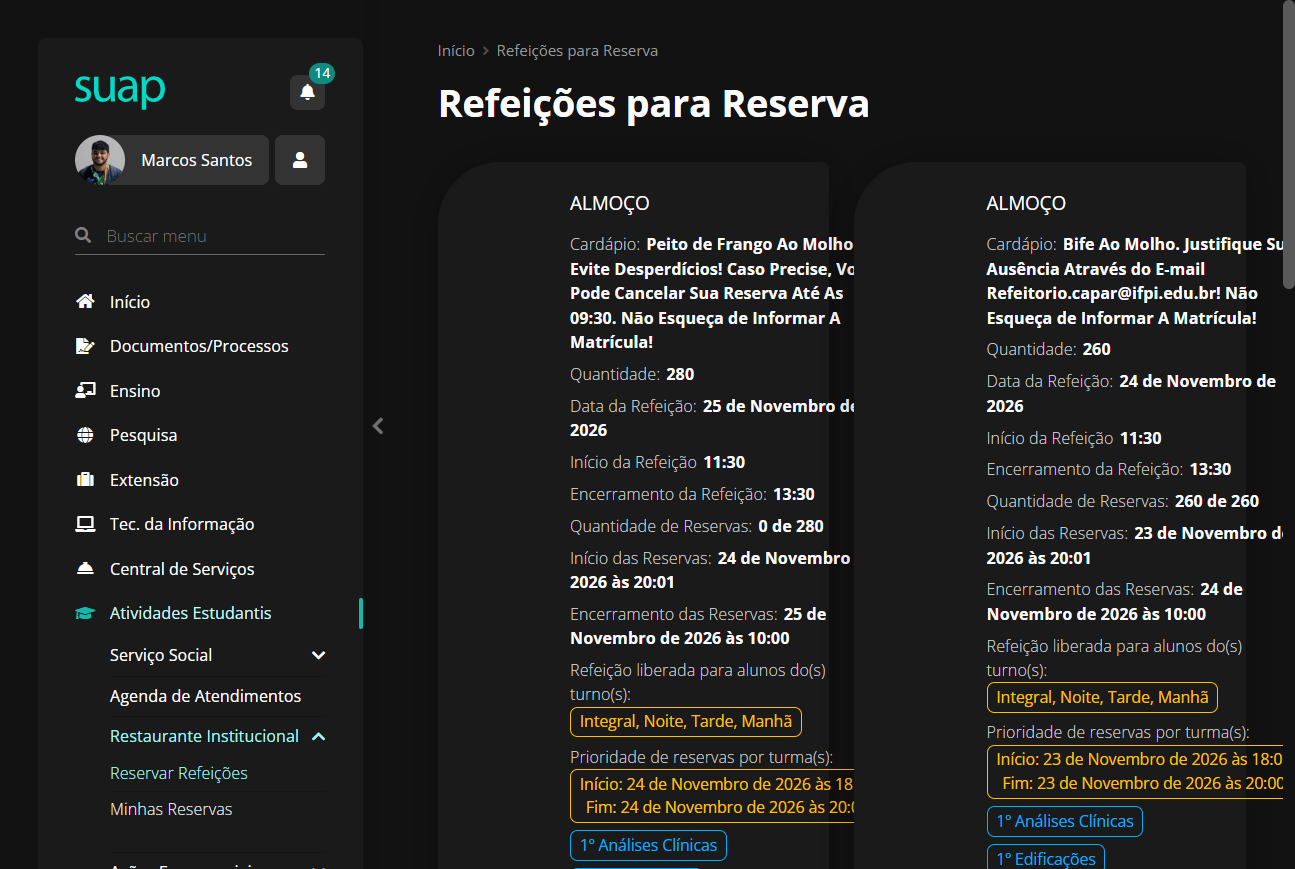 suap
14
Marcos Santos
Buscar menu
Início
Documentos/Processos
Ensino
Pesquisa
Extensão
Tec. da Informação
Central de Serviços
Atividades Estudantis
Serviço Social
Agenda de Atendimentos
Restaurante Institucional
Reservar Refeições
Minhas Reservas
Início > Refeições para Reserva
Refeições para Reserva
ALMOÇO
Cardápio: Peito de Frango Ao Molho
Evite Desperdícios! Caso Precise, Vo
Pode Cancelar Sua Reserva Até As
09:30. Não Esqueça de Informar A
Matrícula!
Quantidade: 280
Data da Refeição: 25 de Novembro de
2026
Início da Refeição 11:30
Encerramento da Refeição: 13:30
Quantidade de Reservas: 0 de 280
Início das Reservas: 24 de Novembro
2026 às 20:01
Encerramento das Reservas: 25 de
Novembro de 2026 às 10:00
Refeição liberada para alunos do(s)
turno(s):
Integral, Noite, Tarde, Manhã
Prioridade de reservas por turma(s):
Início: 24 de Novembro de 2026 às 18
Fim: 24 de Novembro de 2026 às 20:0
1º Análises Clínicas
ALMOÇO
Cardápio: Bife Ao Molho. Justifique Su
Ausência Através do E-mail
Refeitorio.capar@ifpi.edu.br! Não
Esqueça de Informar A Matrícula!
Quantidade: 260
Data da Refeição: 24 de Novembro de
2026
Início da Refeição 11:30
Encerramento da Refeição: 13:30
Quantidade de Reservas: 260 de 260
Início das Reservas: 23 de Novembro d
2026 às 20:01
Encerramento das Reservas: 24 de
Novembro de 2026 às 10:00
Refeição liberada para alunos do(s)
turno(s):
Integral, Noite, Tarde, Manhã
Prioridade de reservas por turma(s):
Início: 23 de Novembro de 2026 às 18:0
Fim: 23 de Novembro de 2026 às 20:00
1º Análises Clínicas
1º Edificações